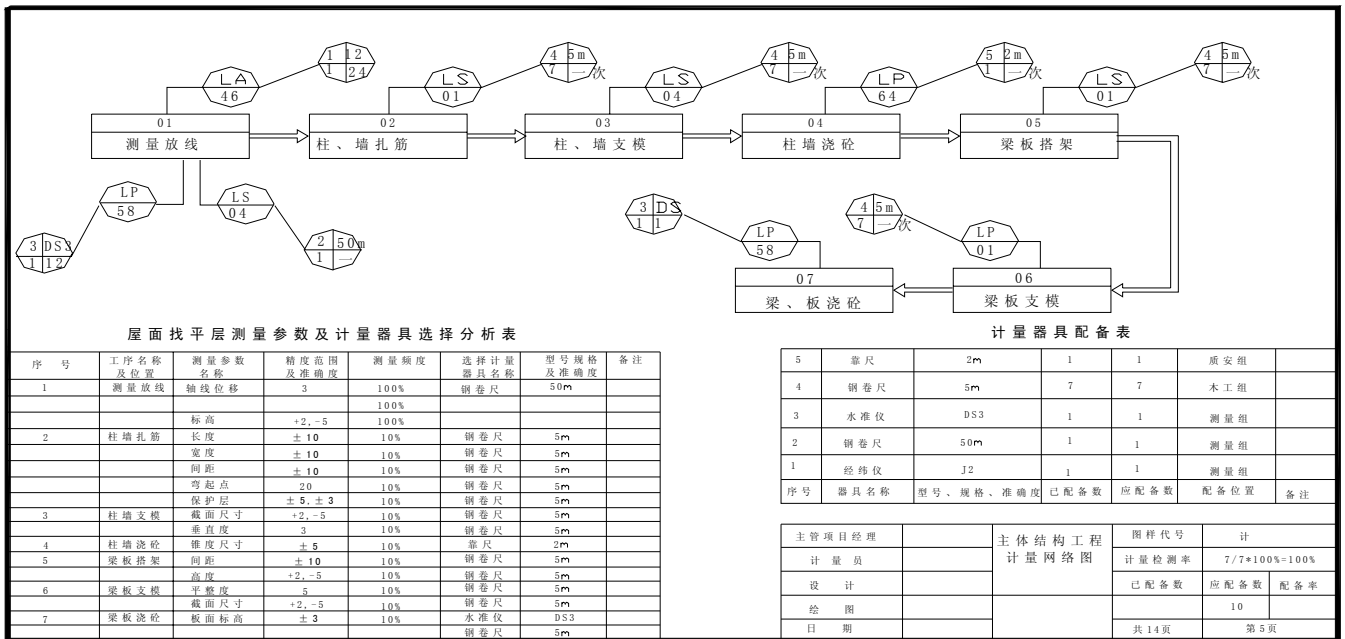 1 12
1 24
4 5m
7 一次
4 5m
7 一次
5 2m
1 一次
4 5m
7 一次
LA
46
LS
01
LS
04
LP
64
LS
01
01
测量放线
02
柱、墙扎筋
03
柱、墙支模
04
柱墙浇砼
05
梁板搭架
LP
58
LS
04
3 DS3
1 12
2 50m
1 一
3 DS
1 1
4 5m
7 一次
LP
58
LP
01
07
梁、板浇砼
06
梁板支模
屋面找平层测量参数及计量器具选择分析表
序号 工序名称及位置 测量参数名称 精度范围及准确度 测量频度 选择计量器具名称 型号规格及准确度 备注
1 测量放线 轴线位移 3 100% 钢卷尺 50m
100%
标高 +2,-5 100%
2 柱墙扎筋 长度 ±10 10% 钢卷尺 5m
宽度 ±10 10% 钢卷尺 5m
间距 ±10 10% 钢卷尺 5m
弯起点 20 10% 钢卷尺 5m
保护层 ±5,±3 10% 钢卷尺 5m
3 柱墙支模 截面尺寸 +2,-5 10% 钢卷尺 5m
垂直度 3 10% 钢卷尺 5m
4 柱墙浇砼 锥度尺寸 ±5 10% 靠尺 2m
5 梁板搭架 间距 ±10 10% 钢卷尺 5m
高度 +2,-5 10% 钢卷尺 5m
6 梁板支模 平整度 5 10% 钢卷尺 5m
截面尺寸 +2,-5 10% 钢卷尺 5m
7 梁板浇砼 板面标高 ±3 10% 水准仪 DS3
钢卷尺 5m
计量器具配备表
5 靠尺 2m 1 1 质安组
4 钢卷尺 5m 7 7 木工组
3 水准仪 DS3 1 1 测量组
2 钢卷尺 50m 1 1 测量组
1 经纬仪 J2 1 1 测量组
序号 器具名称 型号、规格、准确度 已配备数 应配备数 配备位置 备注
主管项目经理
计量员
设计
绘图
日期
主体结构工程
计量网络图
图样代号 计
计量检测率 7/7*100%=100%
已配备数 应配备数 配备率
10
共14页 第5页